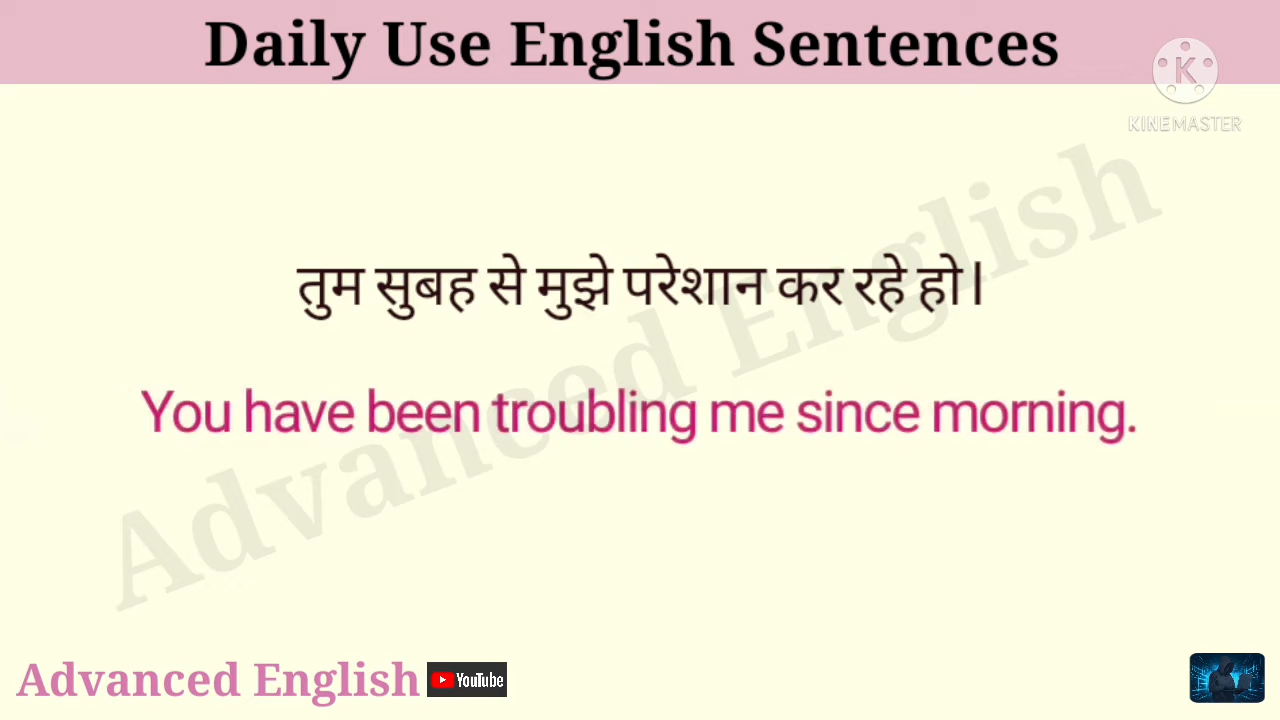 Daily Use English Sentences
KINEMASTER
तुम सुबह से मुझे परेशान कर रहे हो।
You have been troubling me since morning.
Advanced English
Advanced English YouTube